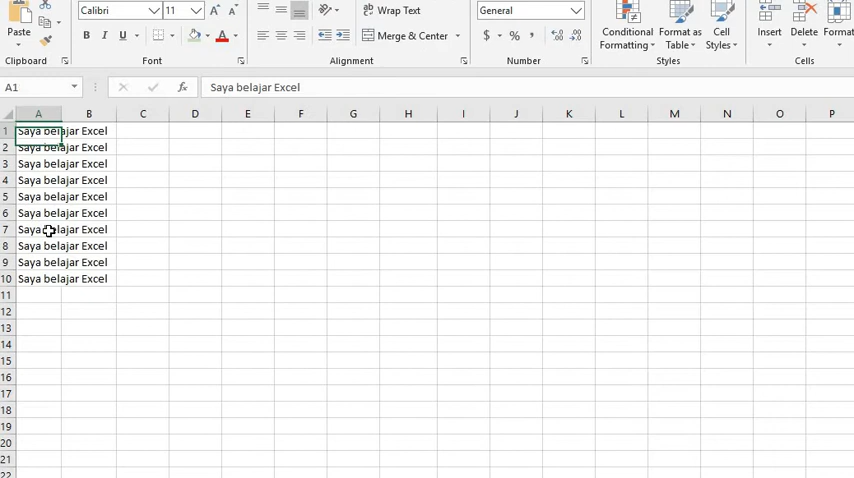 Calibri 11 A A ab Wrap Text General
Paste B I U A Merge & Center $ % , Conditional Formatting Format as Table Cell Styles Insert Delete Format
Clipboard Font Alignment Number Styles Cells
A1 fx Saya belajar Excel
A B C D E F G H I J K L M N O P
1 Saya belajar Excel
2 Saya belajar Excel
3 Saya belajar Excel
4 Saya belajar Excel
5 Saya belajar Excel
6 Saya belajar Excel
7 Saya belajar Excel
8 Saya belajar Excel
9 Saya belajar Excel
10 Saya belajar Excel
11
12
13
14
15
16
17
18
19
20
21
22